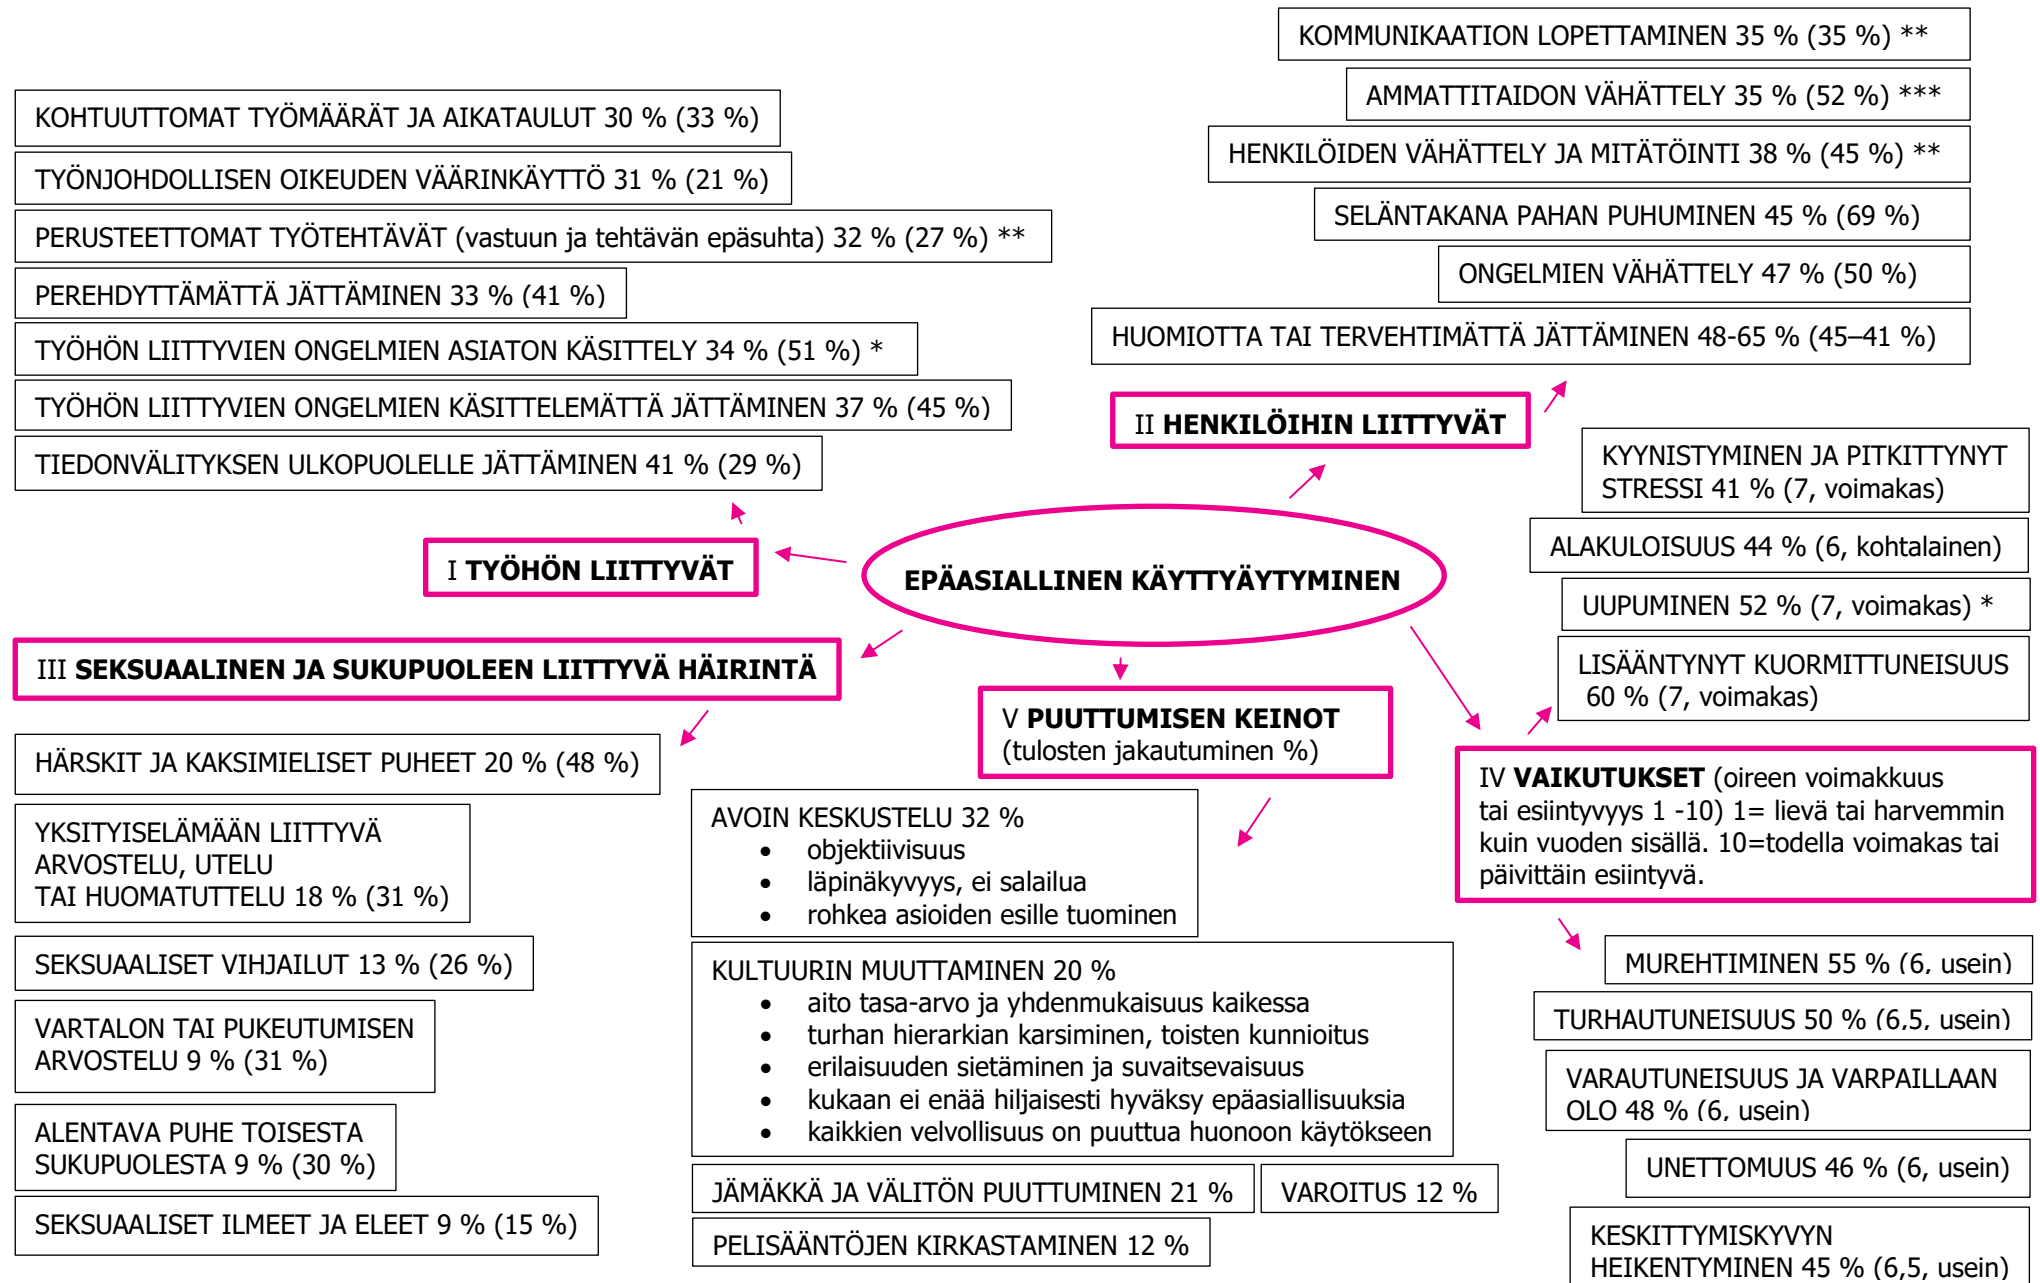 KOHTUUTTOMAT TYÖMÄÄRÄT JA AIKATAULUT 30 % (33 %)
TYÖNJOHDOLLISEN OIKEUDEN VÄÄRINKÄYTTÖ 31 % (21 %)
PERUSTEETTOMAT TYÖTEHTÄVÄT (vastuun ja tehtävän epäsuhta) 32 % (27 %) **
PEREHDYTTÄMÄTTÄ JÄTTÄMINEN 33 % (41 %)
TYÖHÖN LIITTYVIEN ONGELMIEN ASIATON KÄSITTELY 34 % (51 %) *
TYÖHÖN LIITTYVIEN ONGELMIEN KÄSITTELEMÄTTÄ JÄTTÄMINEN 37 % (45 %)
TIEDONVÄLITYKSEN ULKOPUOLELLE JÄTTÄMINEN 41 % (29 %)
I TYÖHÖN LIITTYVÄT
KOMMUNIKAATION LOPETTAMINEN 35 % (35 %) **
AMMATTITAIDON VÄHÄTTELY 35 % (52 %) ***
HENKILÖIDEN VÄHÄTTELY JA MITÄTÖINTI 38 % (45 %) **
SELÄNTAKANA PAHAN PUHUMINEN 45 % (69 %)
ONGELMIEN VÄHÄTTELY 47 % (50 %)
HUOMIOTTA TAI TERVEHTIMÄTTÄ JÄTTÄMINEN 48-65 % (45–41 %)
II HENKILÖIHIN LIITTYVÄT
EPÄASIALLINEN KÄYTTYÄYTYMINEN
KYYNISTYMINEN JA PITKITTYNYT
STRESSI 41 % (7, voimakas)
ALAKULOISUUS 44 % (6, kohtalainen)
UUPUMINEN 52 % (7, voimakas) *
LISÄÄNTYNYT KUORMITTUNEISUUS
60 % (7, voimakas)
IV VAIKUTUKSET (oireen voimakkuus
tai esiintyvyys 1 -10) 1= lievä tai harvemmin
kuin vuoden sisällä. 10=todella voimakas tai
päivittäin esiintyvä.
MUREHTIMINEN 55 % (6, usein)
TURHAUTUNEISUUS 50 % (6,5, usein)
VARAUTUNEISUUS JA VARPAILLAAN
OLO 48 % (6, usein)
UNETTOMUUS 46 % (6, usein)
KESKITTYMISKYVYN
HEIKENTYMINEN 45 % (6,5, usein)
III SEKSUAALINEN JA SUKUPUOLEEN LIITTYVÄ HÄIRINTÄ
HÄRSKIT JA KAKSIMIELISET PUHEET 20 % (48 %)
YKSITYISELÄMÄÄN LIITTYVÄ
ARVOSTELU, UTELU
TAI HUOMATUTTELU 18 % (31 %)
SEKSUAALISET VIHJAILUT 13 % (26 %)
VARTALON TAI PUKEUTUMISEN
ARVOSTELU 9 % (31 %)
ALENTAVA PUHE TOISESTA
SUKUPUOLESTA 9 % (30 %)
SEKSUAALISET ILMEET JA ELEET 9 % (15 %)
V PUUTTUMISEN KEINOT
(tulosten jakautuminen %)
AVOIN KESKUSTELU 32 %
• objektiivisuus
• läpinäkyvyys, ei salailua
• rohkea asioiden esille tuominen
KULTUURIN MUUTTAMINEN 20 %
• aito tasa-arvo ja yhdenmukaisuus kaikessa
• turhan hierarkian karsiminen, toisten kunnioitus
• erilaisuuden sietäminen ja suvaitsevaisuus
• kukaan ei enää hiljaisesti hyväksy epäasiallisuuksia
• kaikkien velvollisuus on puuttua huonoon käytökseen
JÄMÄKKÄ JA VÄLITÖN PUUTTUMINEN 21 %
VAROITUS 12 %
PELISÄÄNTÖJEN KIRKASTAMINEN 12 %